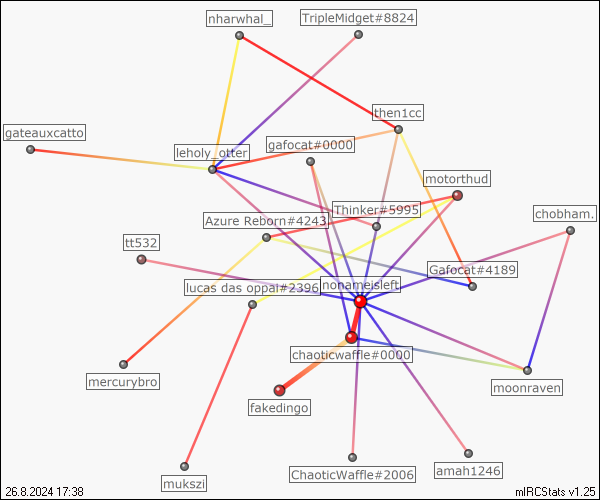 nharwhal_
TripleMidget#8824
then1cc
gateauxcatto
gafocat#0000
leholy_otter
motorthud
Thinker#5995
chobham.
Azure Reborn#4243
tt532
Gafocat#4189
nonameisleft
lucas das oppai#2396
chaoticwaffle#0000
mercurybro
moonraven
fakedingo
ChaoticWaffle#2006
amah1246
mukszi
26.8.2024 17:38
mIRCStats v1.25